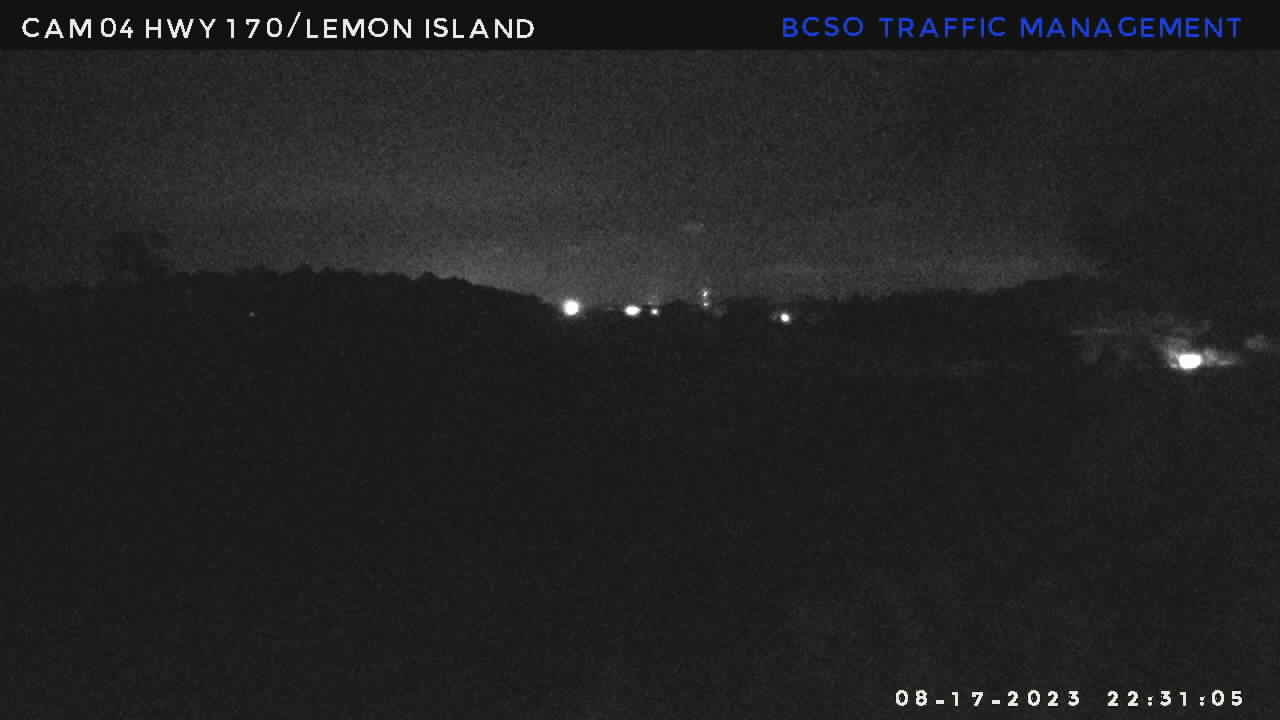 CAM04 HWY 170/LEMON ISLAND
BCSO TRAFFIC MANAGEMENT
08-17-2023 22:31:05